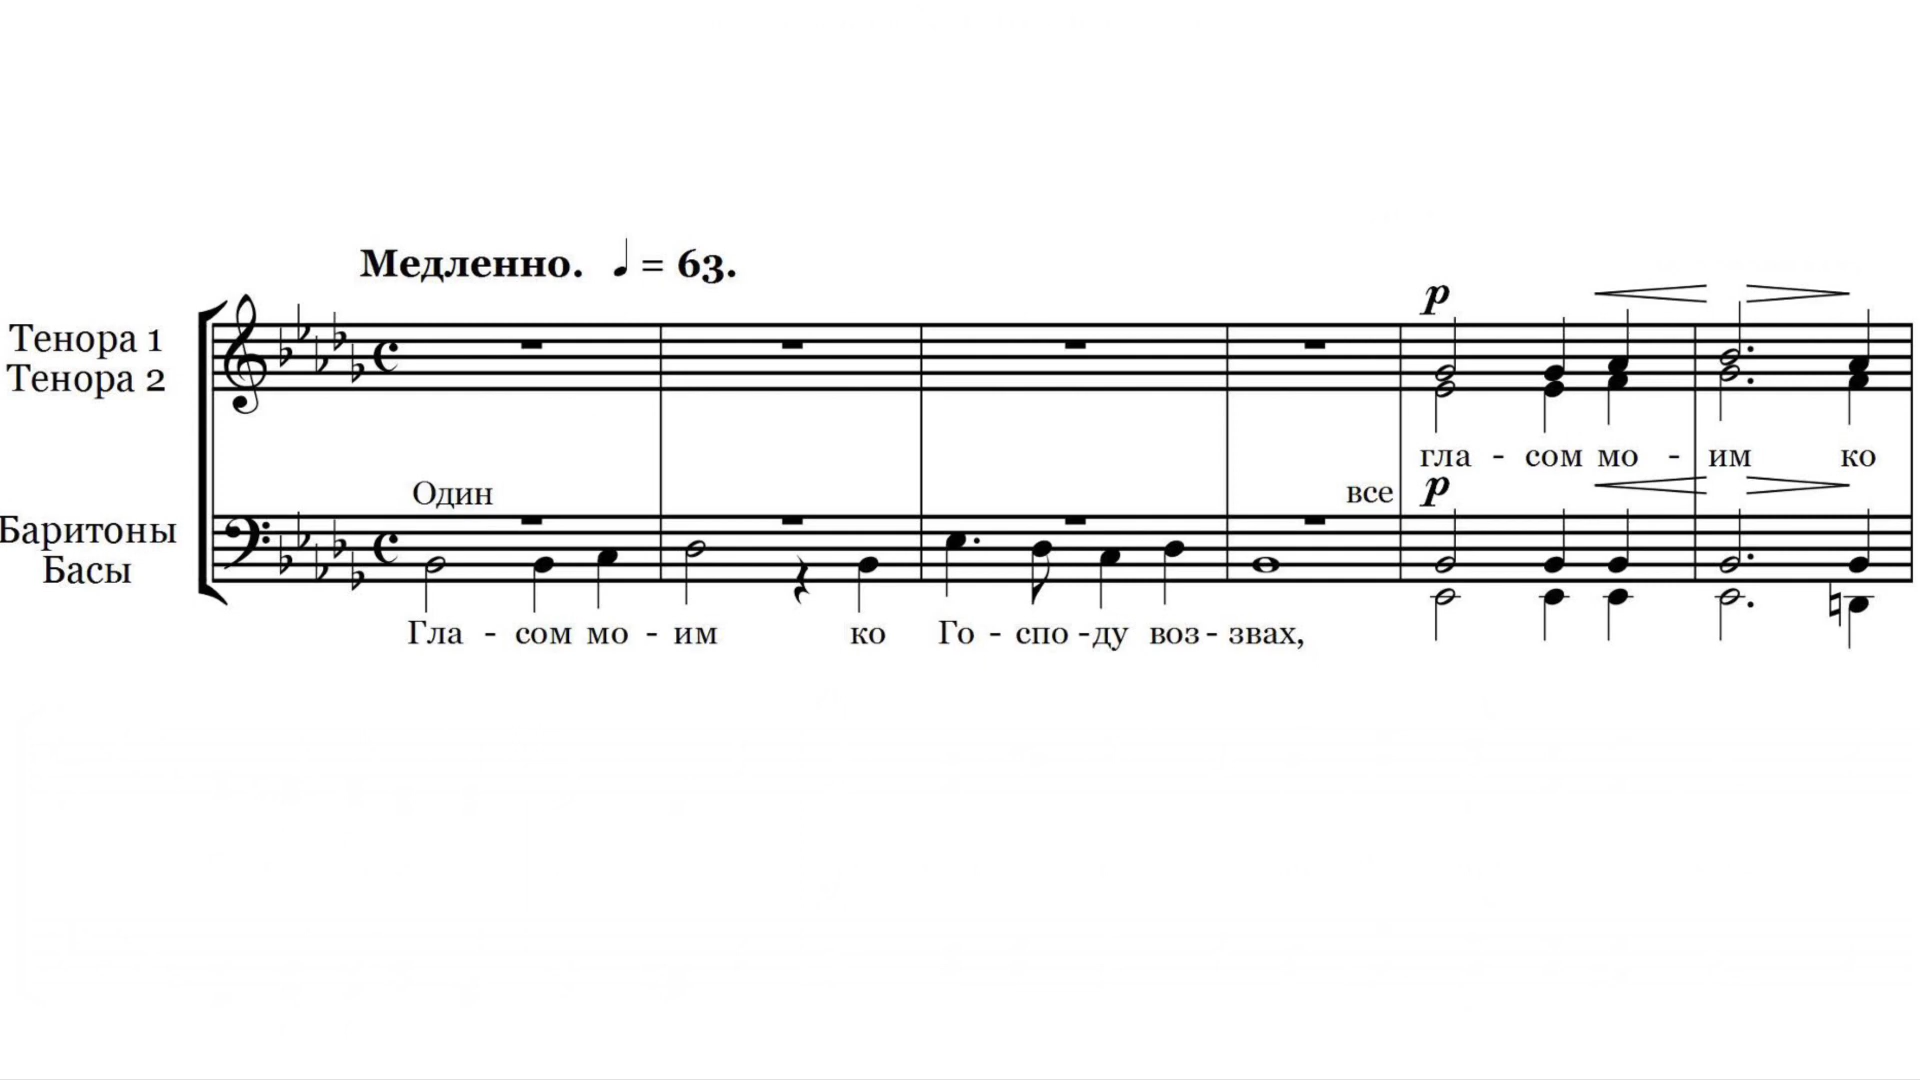 Медленно. ♩ = 63.
Тенора 1
Тенора 2
p
гла - сом мо - им ко
Один
все
p
Баритоны
Басы
Гла - сом мо - им ко Го - спо - ду воз - звах,